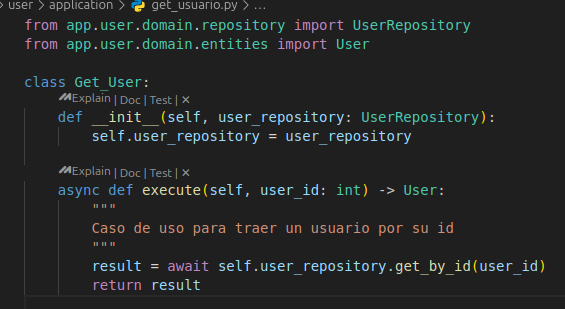 user > application > get_usuario.py > ...
from app.user.domain.repository import UserRepository
from app.user.domain.entities import User
class Get_User:
Explain | Doc | Test | ×
def __init__(self, user_repository: UserRepository):
self.user_repository = user_repository
Explain | Doc | Test | ×
async def execute(self, user_id: int) -> User:
"""
Caso de uso para traer un usuario por su id
"""
result = await self.user_repository.get_by_id(user_id)
return result